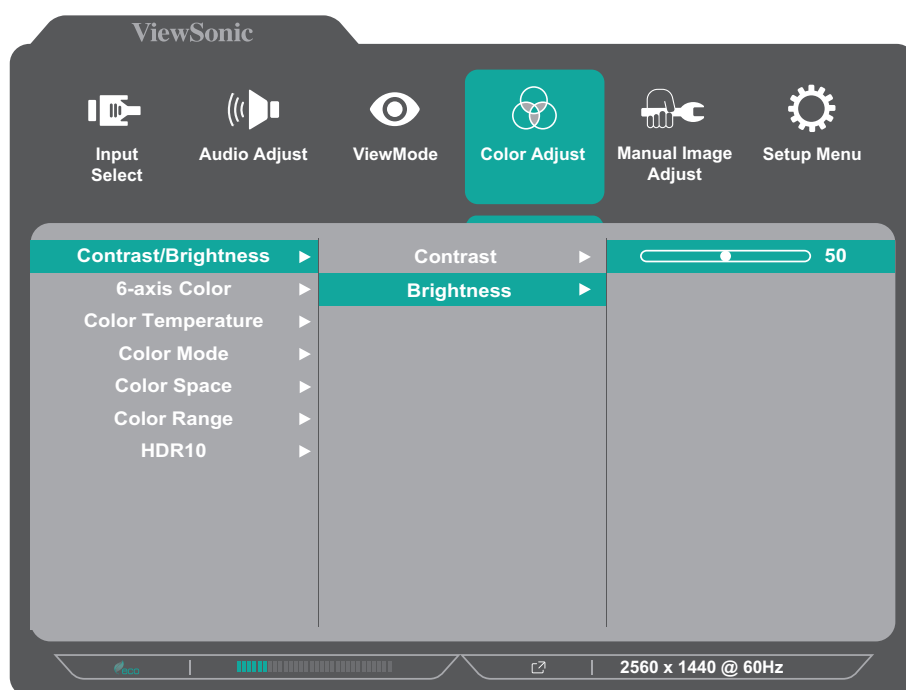 ViewSonic
Input
Select
Audio Adjust
ViewMode
Color Adjust
Manual Image
Adjust
Setup Menu
Contrast/Brightness
Contrast
50
6-axis Color
Brightness
Color Temperature
Color Mode
Color Space
Color Range
HDR10
eco
2560 x 1440 @ 60Hz